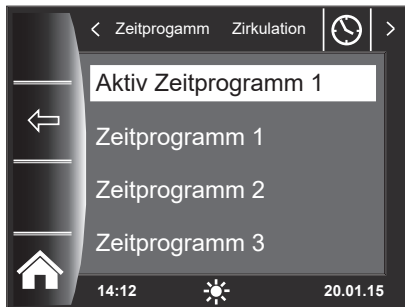 Zeitprogamm Zirkulation
Aktiv Zeitprogramm 1
Zeitprogramm 1
Zeitprogramm 2
Zeitprogramm 3
14:12 20.01.15